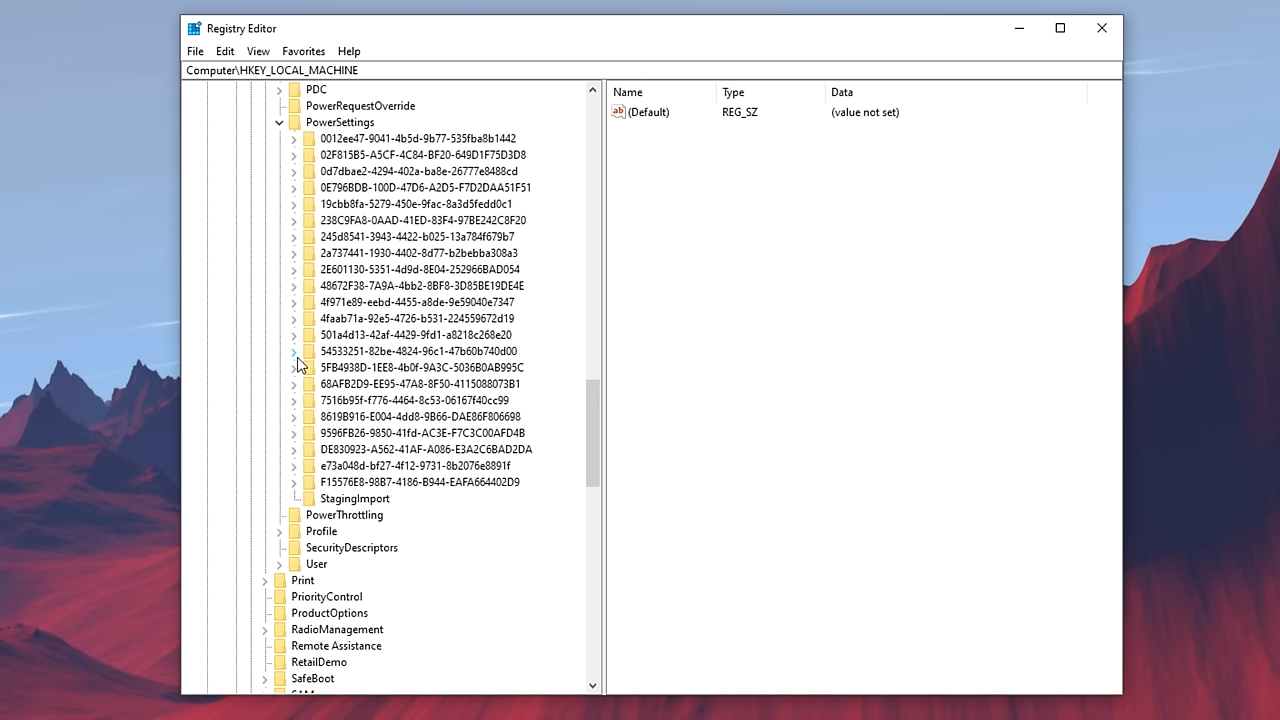 Registry Editor
File Edit View Favorites Help
Computer\HKEY_LOCAL_MACHINE
PDC
PowerRequestOverride
PowerSettings
0012ee47-9041-4b5d-9b77-535fba8b1442
02F815B5-A5CF-4C84-BF20-649D1F75D3D8
0d7dbae2-4294-402a-ba8e-26777e8488cd
0E796BDB-100D-47D6-A2D5-F7D2DAA51F51
19cbb8fa-5279-450e-9fac-8a3d5fedd0c1
238C9FA8-0AAD-41ED-83F4-97BE242C8F20
245d8541-3943-4422-b025-13a784f679b7
2a737441-1930-4402-8d77-b2bebba308a3
2E601130-5351-4d9d-8E04-252966BAD054
48672F38-7A9A-4bb2-8BF8-3D85BE19DE4E
4f971e89-eebd-4455-a8de-9e59040e7347
4faab71a-92e5-4726-b531-224559672d19
501a4d13-42af-4429-9fd1-a8218c268e20
54533251-82be-4824-96c1-47b60b740d00
5FB4938D-1EE8-4b0f-9A3C-5036B0AB995C
68AFB2D9-EE95-47A8-8F50-4115088073B1
7516b95f-f776-4464-8c53-06167f40cc99
8619B916-E004-4dd8-9B66-DAE86F806698
9596FB26-9850-41fd-AC3E-F7C3C00AFD4B
DE830923-A562-41AF-A086-E3A2C6BAD2DA
e73a048d-bf27-4f12-9731-8b2076e8891f
F15576E8-98B7-4186-B944-EAFA664402D9
StagingImport
PowerThrottling
Profile
SecurityDescriptors
User
Print
PriorityControl
ProductOptions
RadioManagement
Remote Assistance
RetailDemo
SafeBoot
Name Type Data
(Default) REG_SZ (value not set)